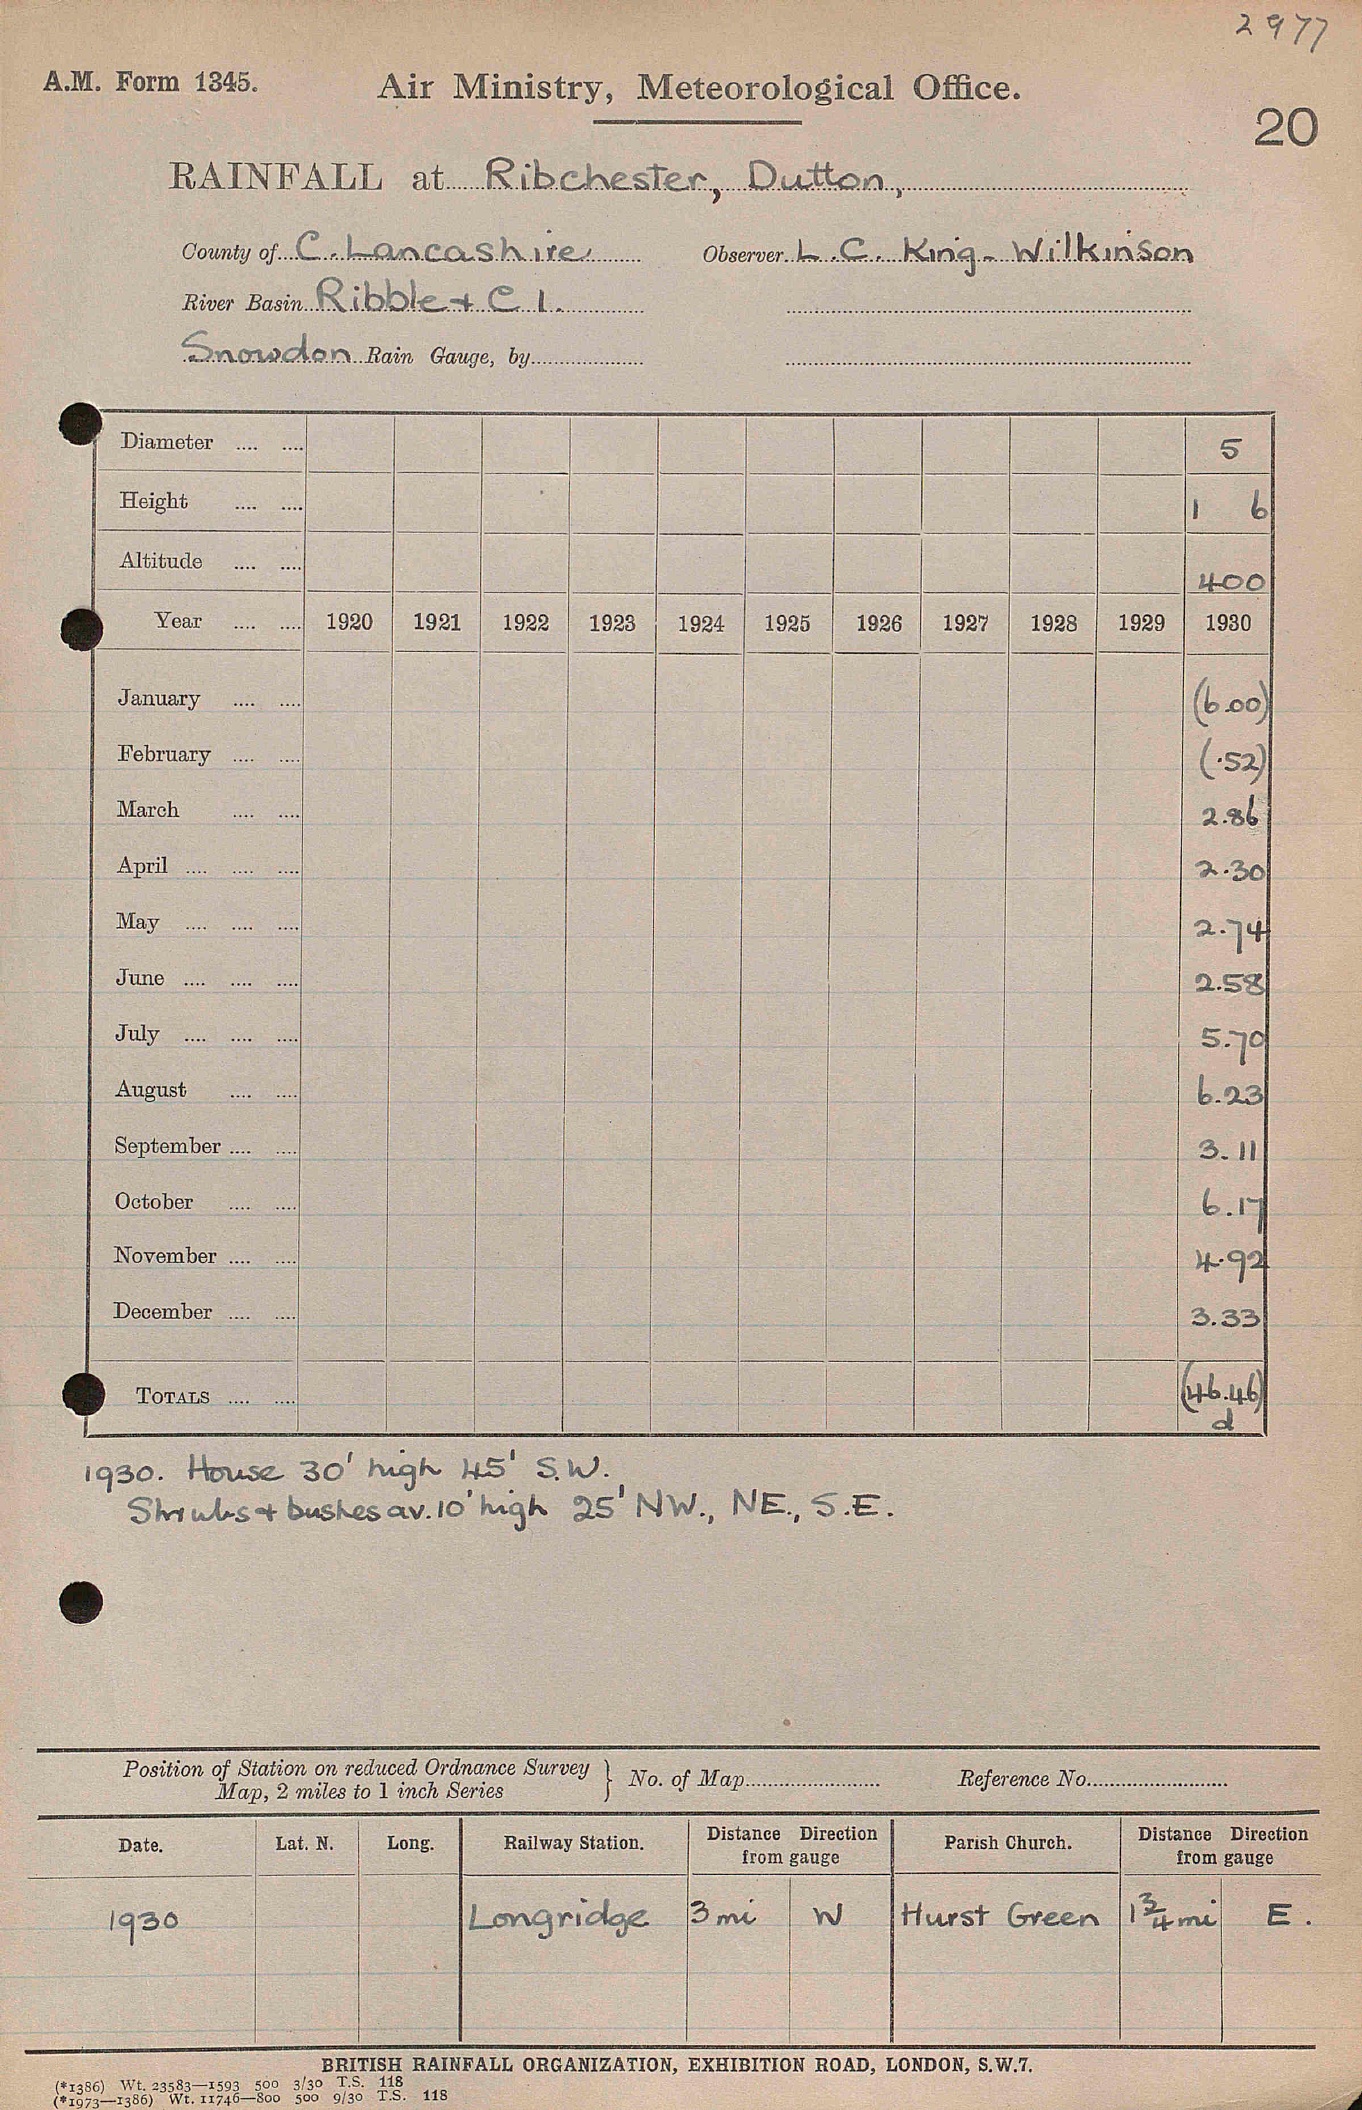 2977
A.M. Form 1345.
Air Ministry, Meteorological Office.
20
RAINFALL at Ribchester, Dutton,
County of C. Lancashire Observer L. C. King-Wilkinson
River Basin Ribble + C 1.
Snowdon Rain Gauge, by
Diameter .... .... 5
Height .... .... 1 6
Altitude .... .... 400
Year .... .... 1920 1921 1922 1923 1924 1925 1926 1927 1928 1929 1930
January .... .... (6.00)
February .... .... (.52)
March .... .... 2.86
April .... .... .... 2.30
May .... .... .... 2.74
June .... .... .... 2.58
July .... .... .... 5.70
August .... .... 6.23
September .... .... 3.11
October .... .... 6.17
November .... .... 4.92
December .... .... 3.33
TOTALS .... .... (46.46)
d
1930. House 30' high 45' S.W.
Shrubs + bushes av. 10' high 25' NW., NE., S.E.
Position of Station on reduced Ordnance Survey
Map, 2 miles to 1 inch Series } No. of Map Reference No.
Date. Lat. N. Long. Railway Station. Distance Direction from gauge Parish Church. Distance Direction from gauge
1930 Longridge 3 mi W Hurst Green 1 3/4 mi E.
BRITISH RAINFALL ORGANIZATION, EXHIBITION ROAD, LONDON, S.W.7.
(*1386) Wt. 23583—1593 500 3/30 T.S. 118
(*1973—1386) Wt. 11746—800 500 9/30 T.S. 118